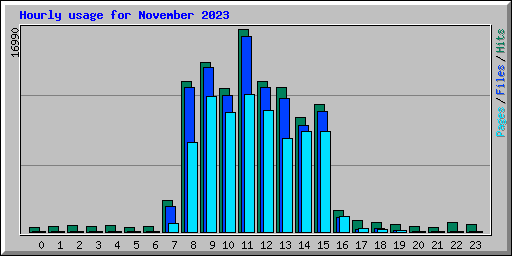 Hourly usage for November 2023
16990
Pages/Files/Hits
0 1 2 3 4 5 6 7 8 9 10 11 12 13 14 15 16 17 18 19 20 21 22 23